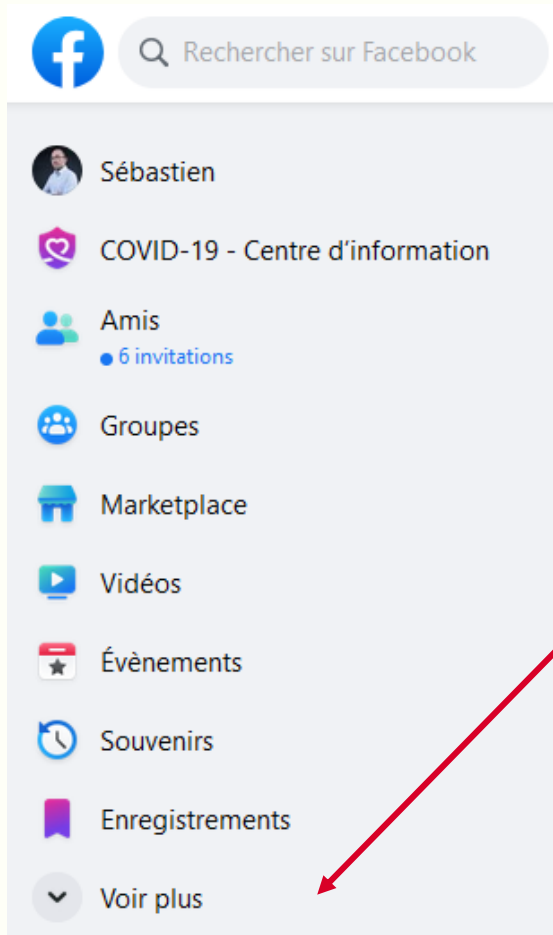 Rechercher sur Facebook
Sébastien
COVID-19 - Centre d'information
Amis
6 invitations
Groupes
Marketplace
Vidéos
Évènements
Souvenirs
Enregistrements
Voir plus